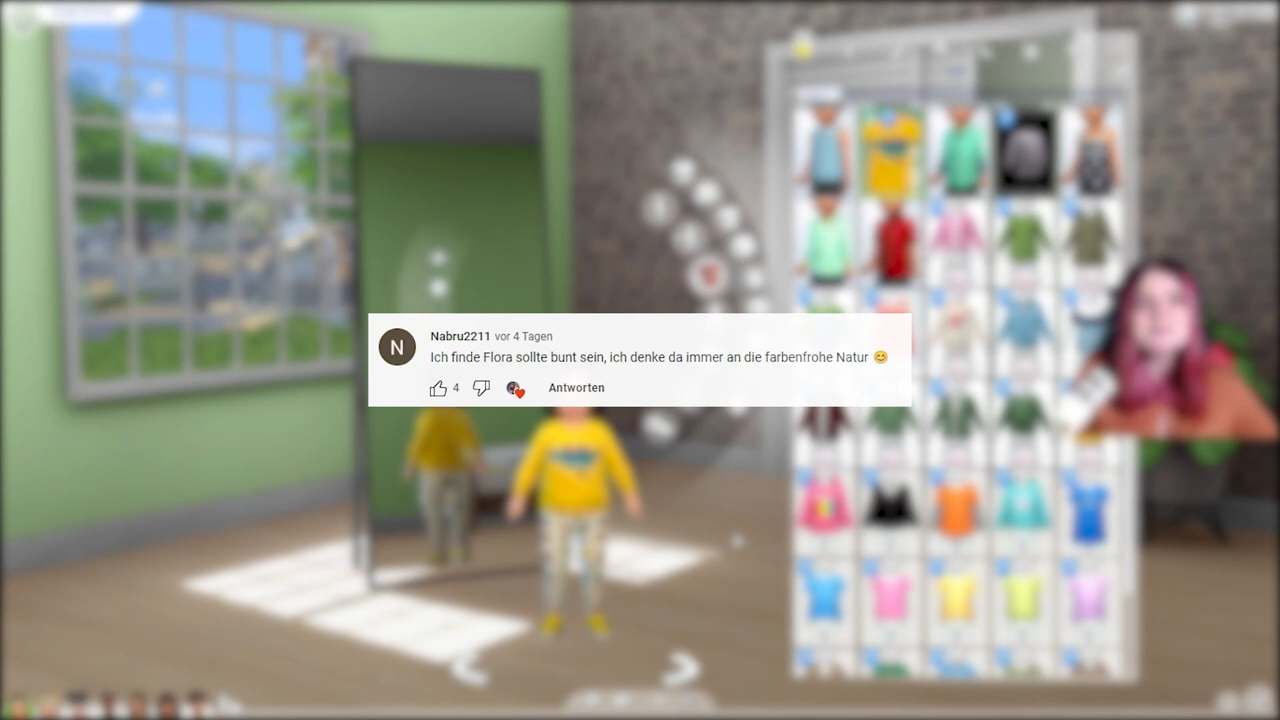 N
Nabru2211 vor 4 Tagen
Ich finde Flora sollte bunt sein, ich denke da immer an die farbenfrohe Natur 😊
4 Antworten